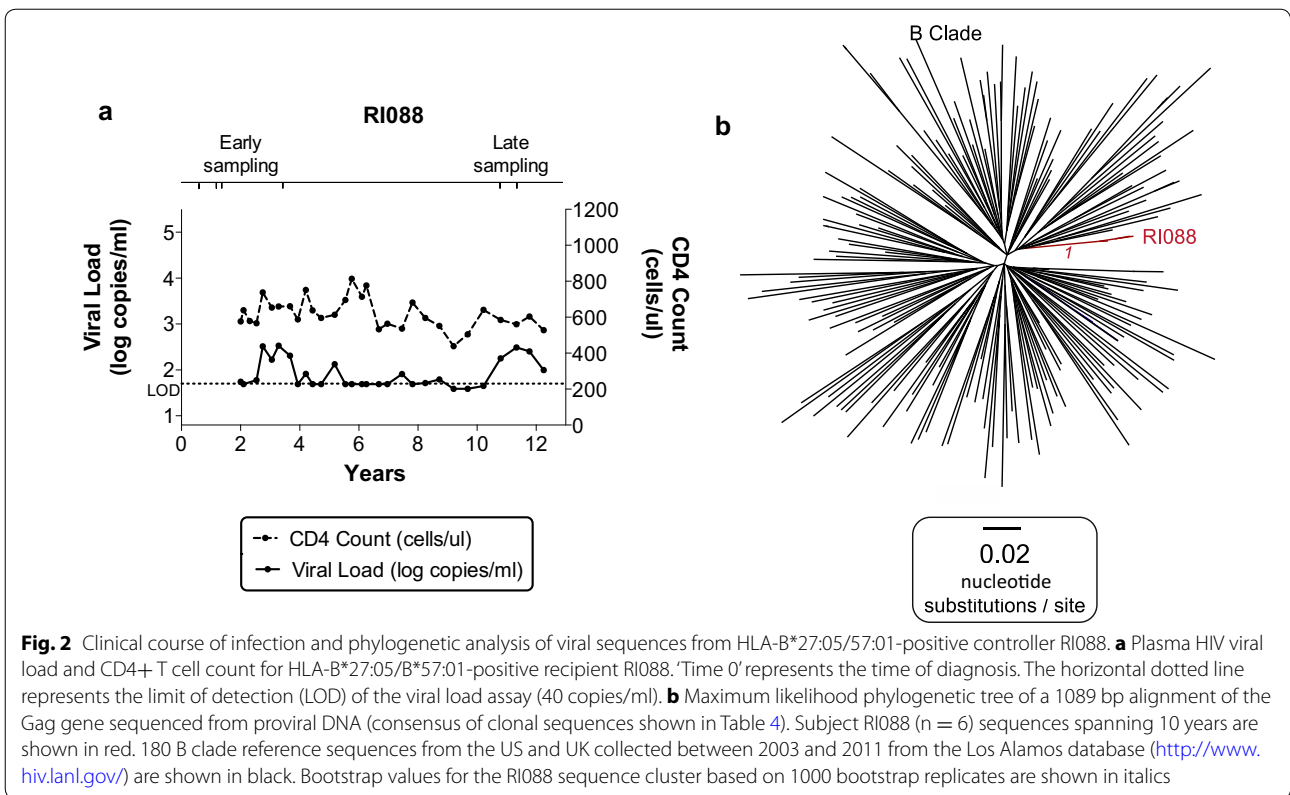 a
RI088
Early
sampling
Late
sampling
Viral Load
(log copies/ml)
5
4
3
2
LOD
1
1200
1000
800
600
400
200
0
CD4 Count
(cells/ul)
0 2 4 6 8 10 12
Years
CD4 Count (cells/ul)
Viral Load (log copies/ml)
b
B Clade
RI088
1
0.02
nucleotide
substitutions / site
Fig. 2 Clinical course of infection and phylogenetic analysis of viral sequences from HLA-B*27:05/57:01-positive controller RI088. a Plasma HIV viral
load and CD4+ T cell count for HLA-B*27:05/B*57:01-positive recipient RI088. ‘Time 0’ represents the time of diagnosis. The horizontal dotted line
represents the limit of detection (LOD) of the viral load assay (40 copies/ml). b Maximum likelihood phylogenetic tree of a 1089 bp alignment of the
Gag gene sequenced from proviral DNA (consensus of clonal sequences shown in Table 4). Subject RI088 (n = 6) sequences spanning 10 years are
shown in red. 180 B clade reference sequences from the US and UK collected between 2003 and 2011 from the Los Alamos database (http://www.
hiv.lanl.gov/) are shown in black. Bootstrap values for the RI088 sequence cluster based on 1000 bootstrap replicates are shown in italics